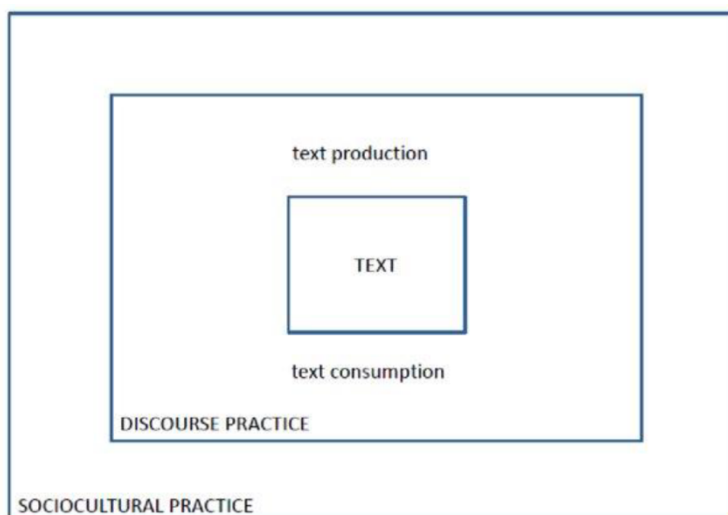 text production
TEXT
text consumption
DISCOURSE PRACTICE
SOCIOCULTURAL PRACTICE